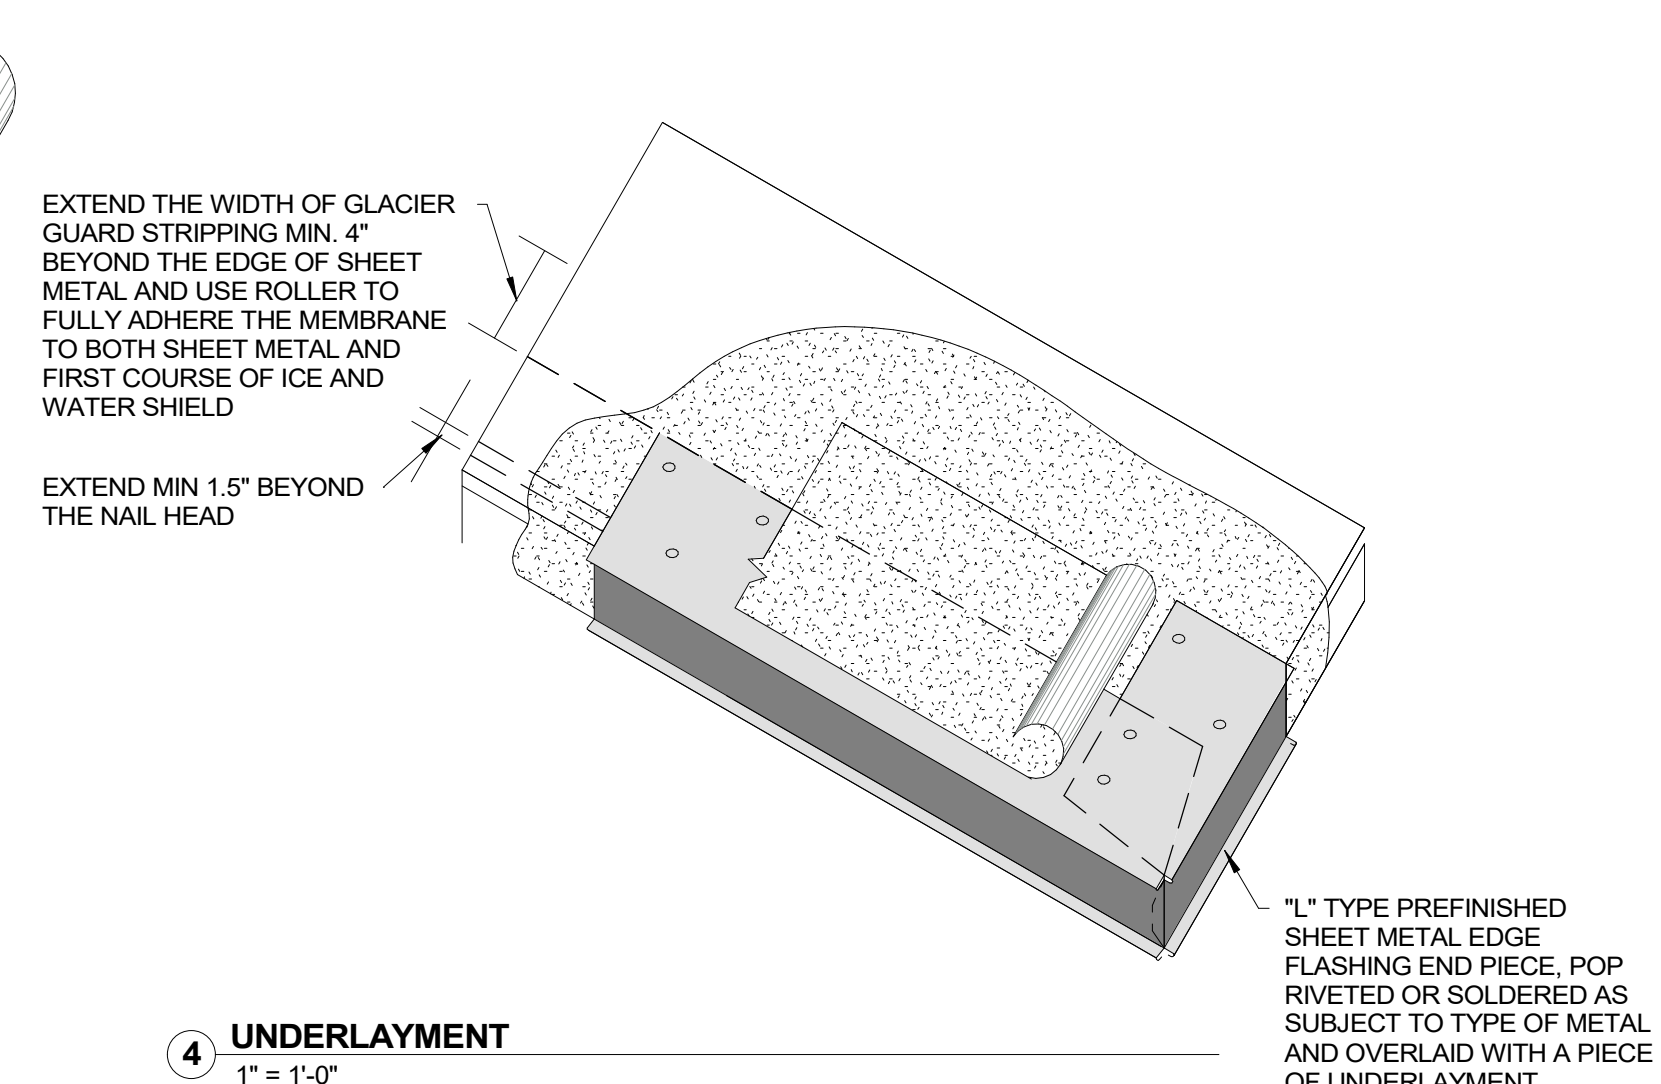 EXTEND THE WIDTH OF GLACIER
GUARD STRIPPING MIN. 4"
BEYOND THE EDGE OF SHEET
METAL AND USE ROLLER TO
FULLY ADHERE THE MEMBRANE
TO BOTH SHEET METAL AND
FIRST COURSE OF ICE AND
WATER SHIELD
EXTEND MIN 1.5" BEYOND
THE NAIL HEAD
"L" TYPE PREFINISHED
SHEET METAL EDGE
FLASHING END PIECE, POP
RIVETED OR SOLDERED AS
SUBJECT TO TYPE OF METAL
AND OVERLAID WITH A PIECE
OF UNDERLAYMENT
4 UNDERLAYMENT
1" = 1'-0"